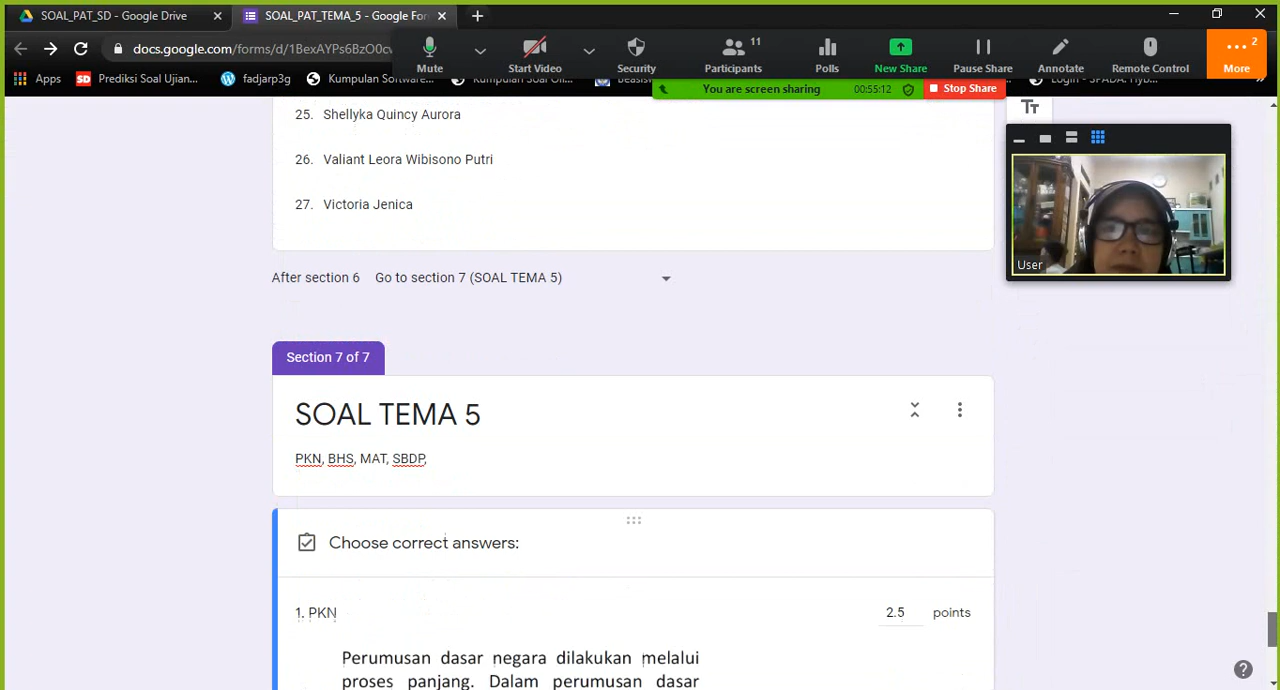 SOAL_PAT_SD - Google Drive
SOAL_PAT_TEMA_5 - Google For
docs.google.com/forms/d/1BexAYPs6BzO0cv
Mute
Start Video
Security
Participants
11
Polls
New Share
Pause Share
Annotate
Remote Control
More
2
Apps
Prediksi Soal Ujian...
fadjarp3g
Kumpulan Software...
You are screen sharing
00:55:12
Stop Share
Tт
25. Shellyka Quincy Aurora
26. Valiant Leora Wibisono Putri
27. Victoria Jenica
User
After section 6 Go to section 7 (SOAL TEMA 5)
Section 7 of 7
SOAL TEMA 5
PKN, BHS, MAT, SBDP,
Choose correct answers:
1. PKN
2.5 points
Perumusan dasar negara dilakukan melalui
proses panjang. Dalam perumusan dasar